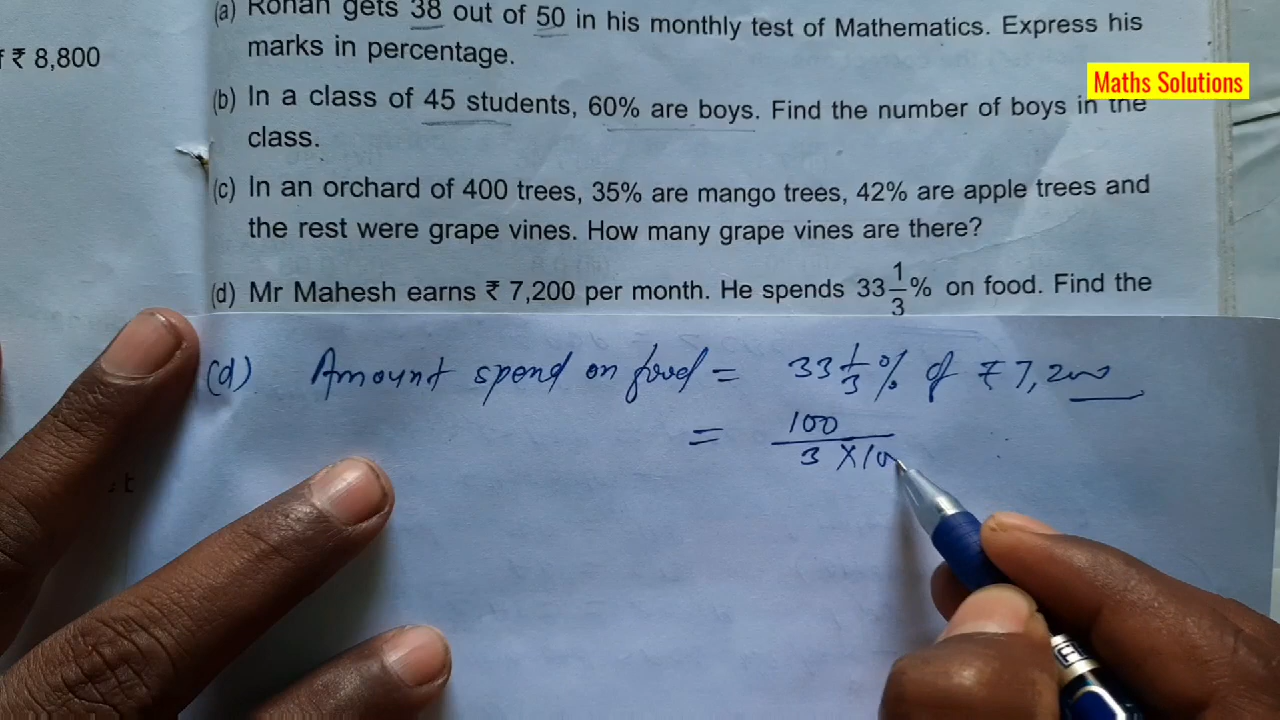 (a) Rohan gets 38 out of 50 in his monthly test of Mathematics. Express his
marks in percentage.
₹ 8,800
Maths Solutions
(b) In a class of 45 students, 60% are boys. Find the number of boys in the
class.
(c) In an orchard of 400 trees, 35% are mango trees, 42% are apple trees and
the rest were grape vines. How many grape vines are there?
(d) Mr Mahesh earns ₹ 7,200 per month. He spends 33 1/3 % on food. Find the
(d) Amount spend on food = 33 1/3 % of ₹ 7,200
= 100
3 × 10